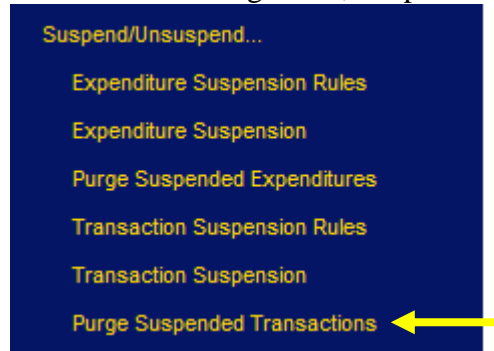 Suspend/Unsuspend...
Expenditure Suspension Rules
Expenditure Suspension
Purge Suspended Expenditures
Transaction Suspension Rules
Transaction Suspension
Purge Suspended Transactions